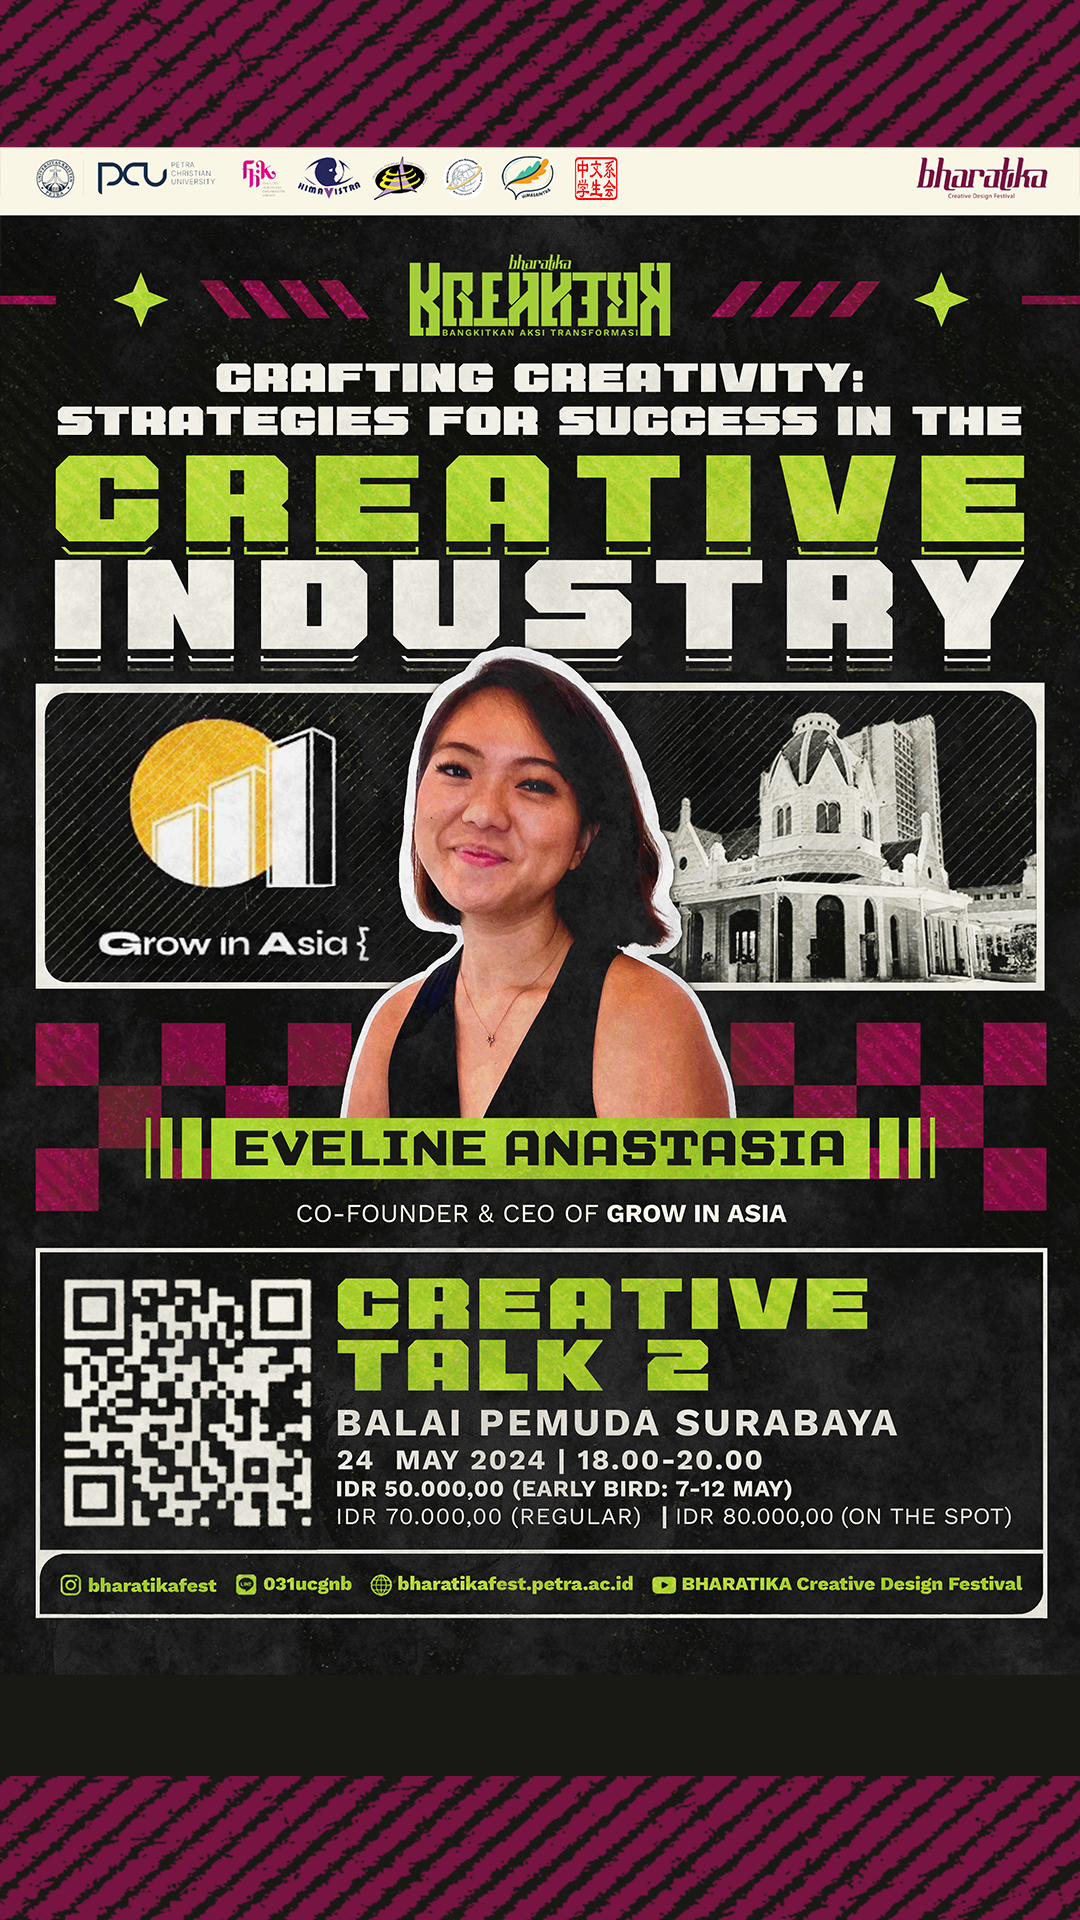 PCU PETRA
CHRISTIAN
UNIVERSITY
HIMAVISTRA
HIMASAINTRA
中文系
学生会
bharatika
Creative Design Festival
bharatika
KREAKTOR
BANGKITKAN AKSI TRANSFORMASI
CRAFTING CREATIVITY:
STRATEGIES FOR SUCCESS IN THE
CREATIVE
INDUSTRY
GROW IN ASIA {
EVELINE ANASTASIA
CO-FOUNDER & CEO OF GROW IN ASIA
CREATIVE
TALK 2
BALAI PEMUDA SURABAYA
24 MAY 2024 | 18.00-20.00
IDR 50.000,00 (EARLY BIRD: 7-12 MAY)
IDR 70.000,00 (REGULAR) | IDR 80.000,00 (ON THE SPOT)
bharatikafest
LINE
031ucgnb
bharatikafest.petra.ac.id
BHARATIKA Creative Design Festival